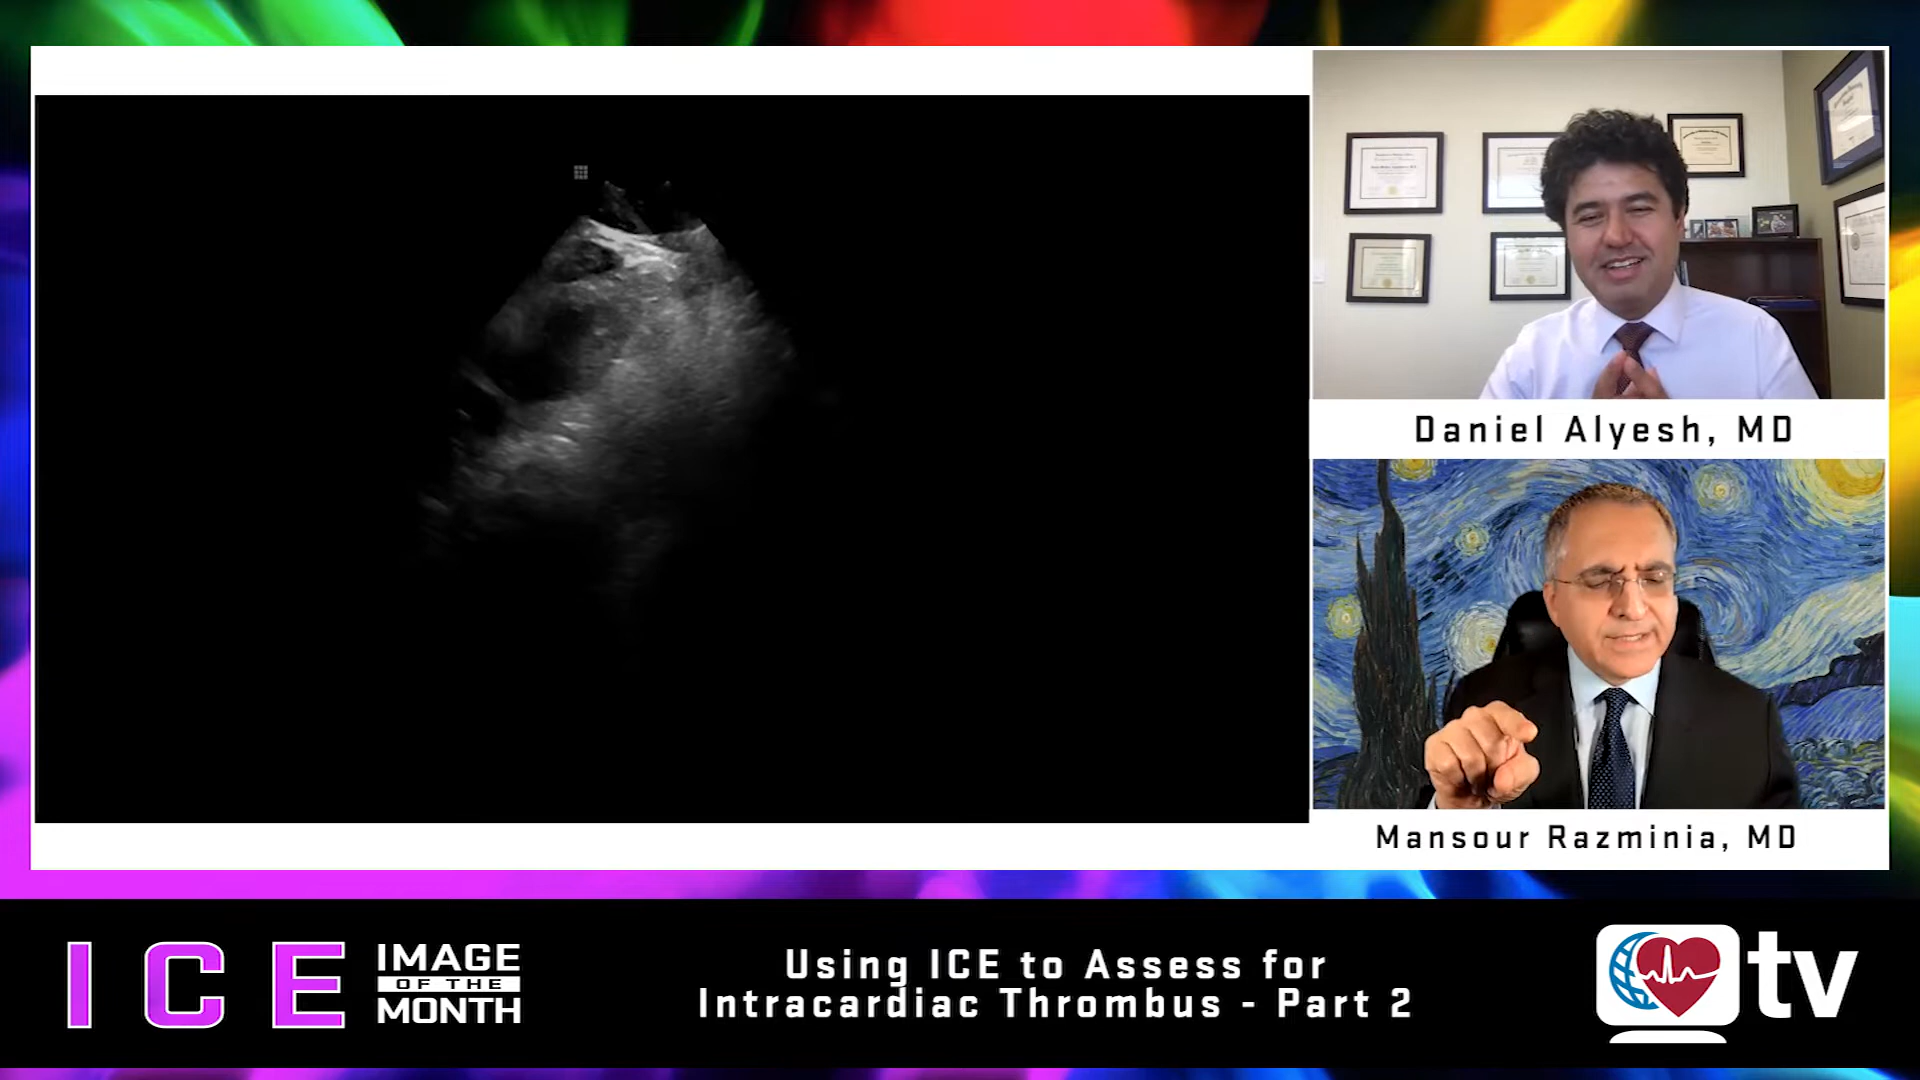 Daniel Alyesh, MD
Mansour Razminia, MD
ICE
IMAGE
OF THE
MONTH
Using ICE to Assess for
Intracardiac Thrombus - Part 2
tv